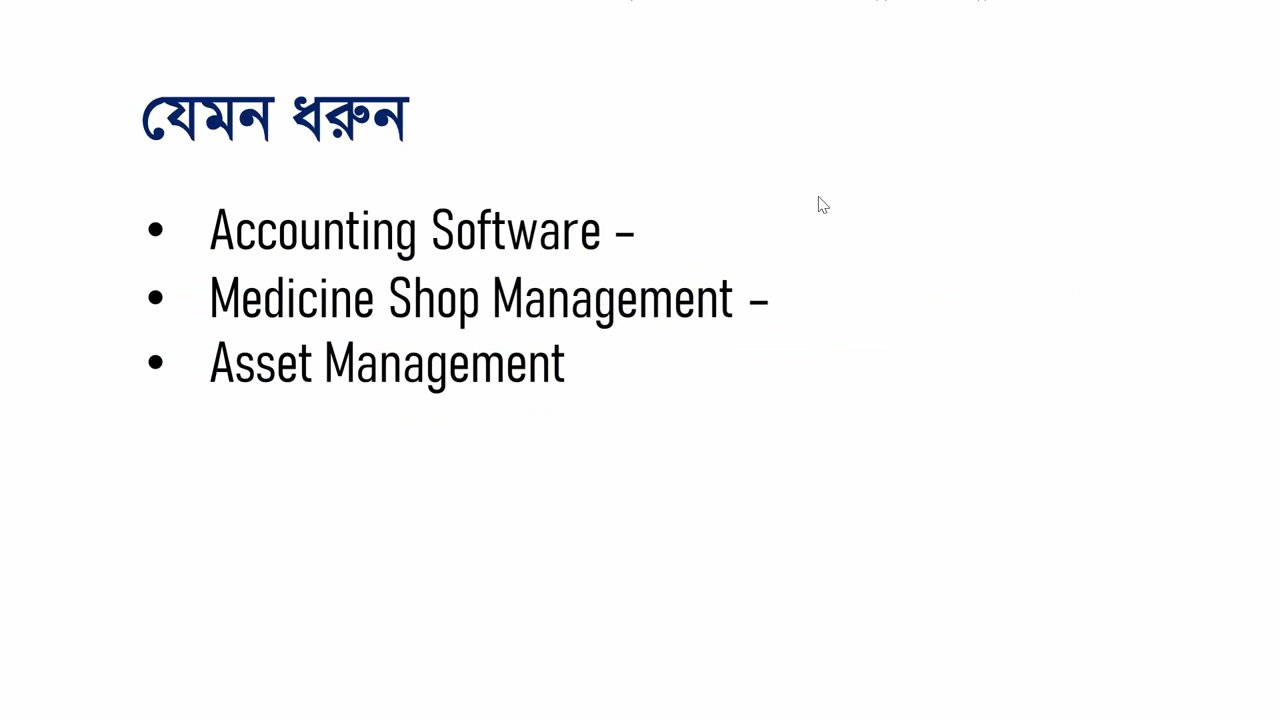 যেমন ধরুন
• Accounting Software –
• Medicine Shop Management –
• Asset Management